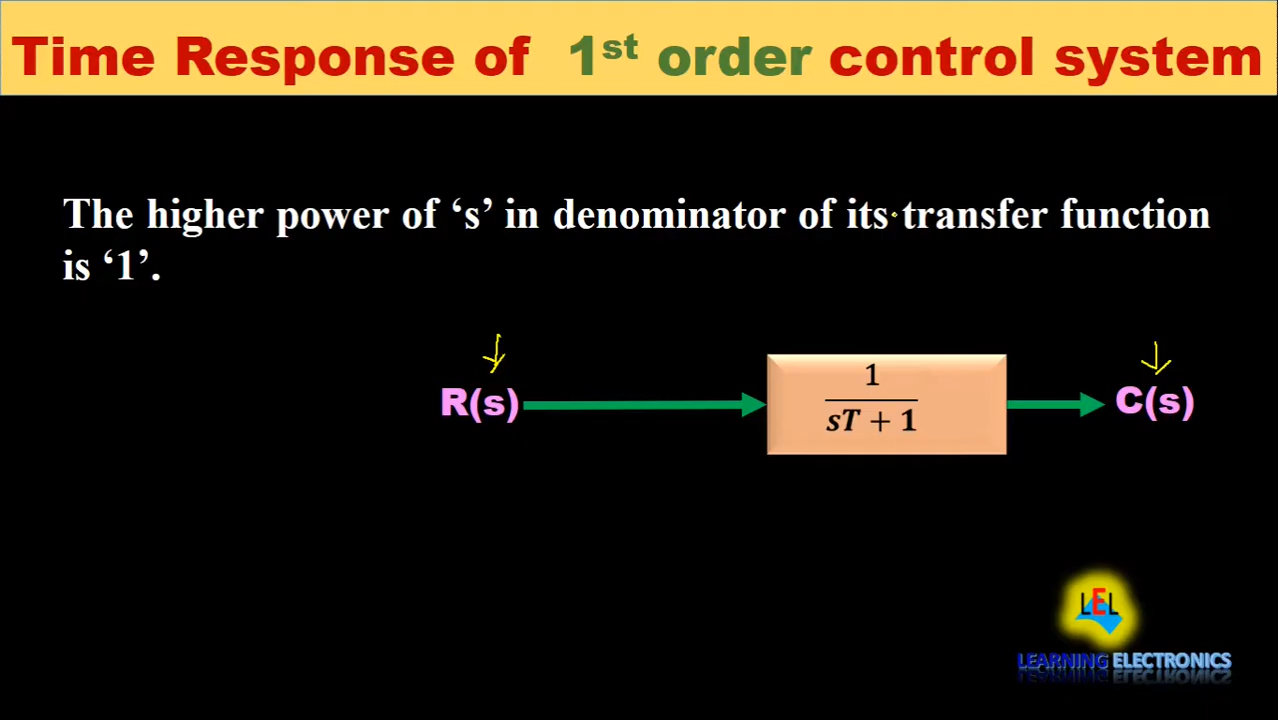 Time Response of 1st order control system
The higher power of ‘s’ in denominator of its transfer function
is ‘1’.
R(s)
1
sT + 1
C(s)
LEL
LEARNING ELECTRONICS